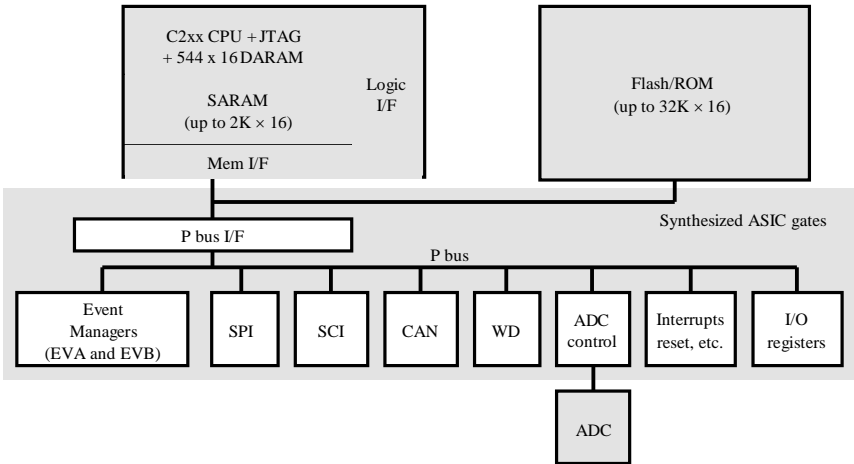 C2xx CPU + JTAG
+ 544 x 16 DARAM
SARAM
(up to 2K × 16)
Mem I/F
Logic
I/F
Flash/ROM
(up to 32K × 16)
Synthesized ASIC gates
P bus I/F
P bus
Event
Managers
(EVA and EVB)
SPI
SCI
CAN
WD
ADC
control
Interrupts
reset, etc.
I/O
registers
ADC